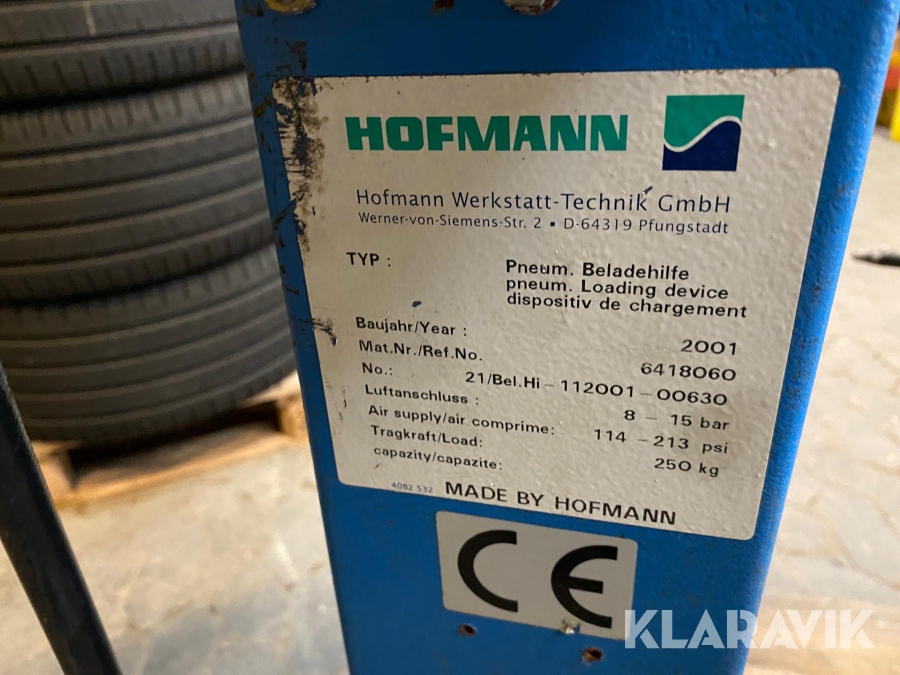 HOFMANN
Hofmann Werkstatt-Technik GmbH
Werner-von-Siemens-Str. 2 ▪ D-64319 Pfungstadt
TYP : Pneum. Beladehilfe
pneum. Loading device
dispositiv de chargement
Baujahr/Year : 2001
Mat.Nr./Ref.No. 6418060
No.: 21/Bel.Hi-112001-00630
Luftanschluss : 8 - 15 bar
Air supply/air comprime: 114 - 213 psi
Tragkraft/Load: 250 kg
capazity/capazite:
4082 532 MADE BY HOFMANN
CE
KLARAVIK